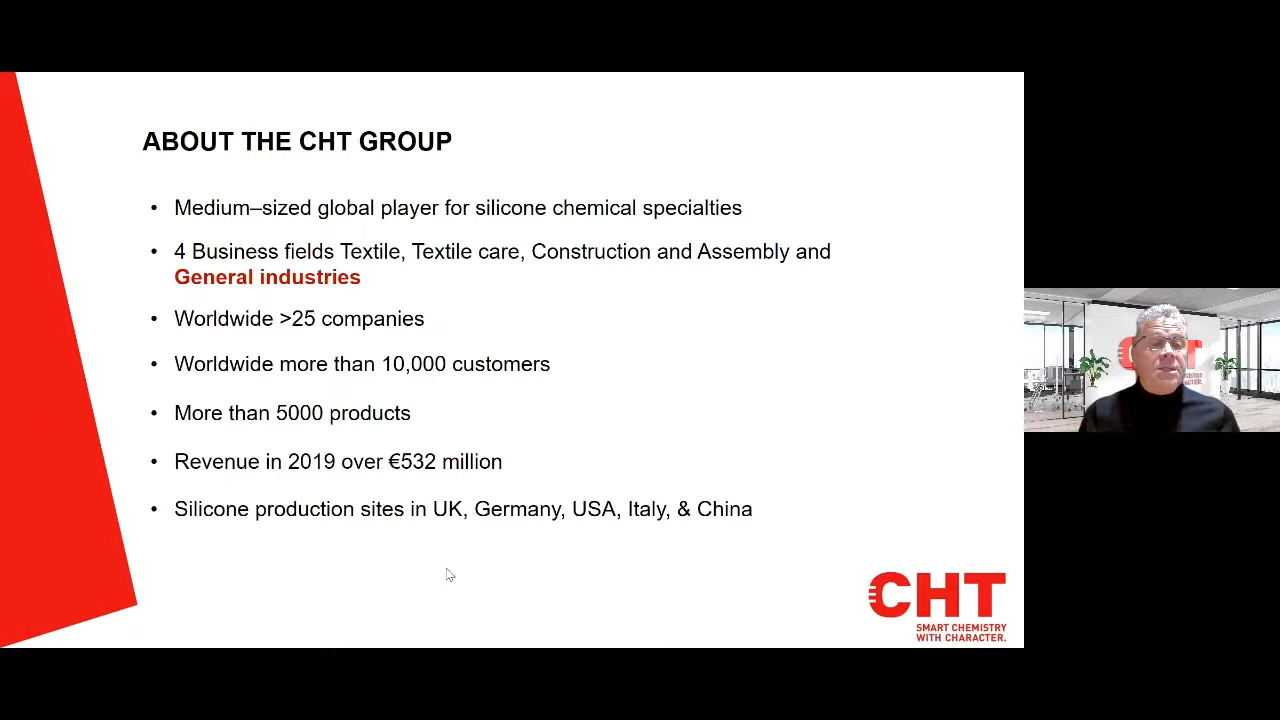 ABOUT THE CHT GROUP
• Medium–sized global player for silicone chemical specialties
• 4 Business fields Textile, Textile care, Construction and Assembly and
General industries
• Worldwide >25 companies
• Worldwide more than 10,000 customers
• More than 5000 products
• Revenue in 2019 over €532 million
• Silicone production sites in UK, Germany, USA, Italy, & China
CHT
SMART CHEMISTRY
WITH CHARACTER.